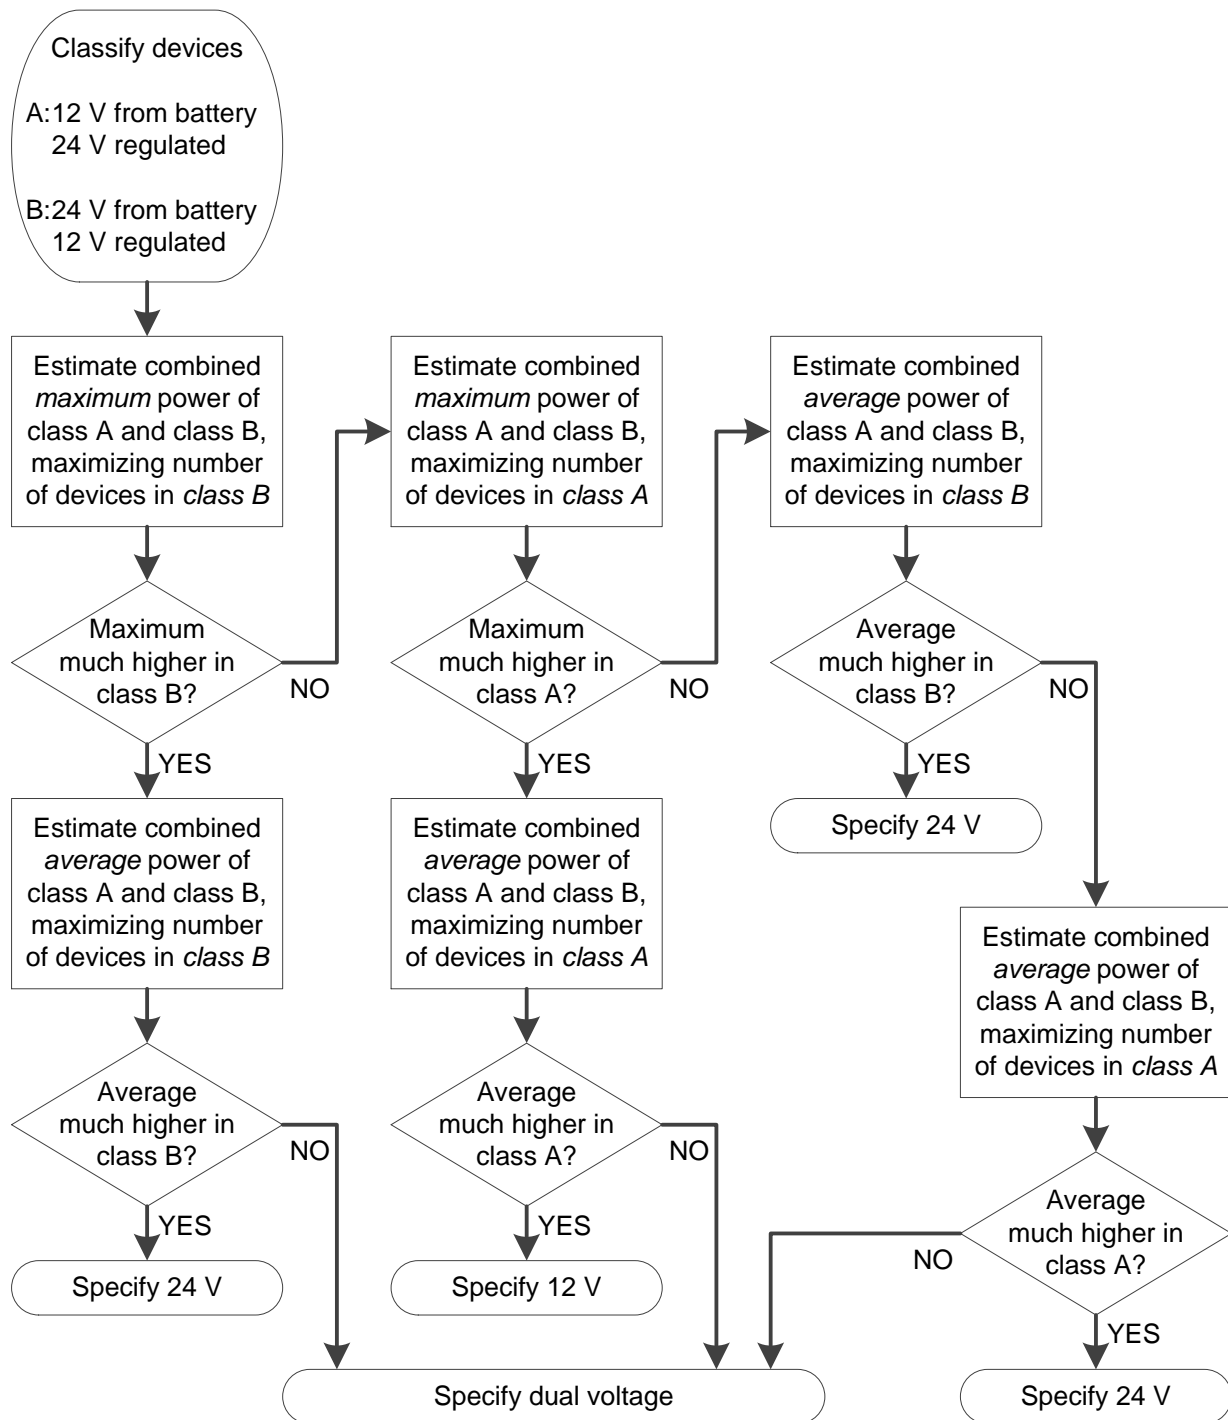 Classify devices
A:12 V from battery
24 V regulated
B:24 V from battery
12 V regulated
Estimate combined
maximum power of
class A and class B,
maximizing number
of devices in class B
Maximum
much higher in
class B?
NO
YES
Estimate combined
average power of
class A and class B,
maximizing number
of devices in class B
Average
much higher in
class B?
NO
YES
Specify 24 V
Estimate combined
maximum power of
class A and class B,
maximizing number
of devices in class A
Maximum
much higher in
class A?
NO
YES
Estimate combined
average power of
class A and class B,
maximizing number
of devices in class A
Average
much higher in
class A?
NO
YES
Specify 12 V
Estimate combined
average power of
class A and class B,
maximizing number
of devices in class B
Average
much higher in
class B?
NO
YES
Specify 24 V
Estimate combined
average power of
class A and class B,
maximizing number
of devices in class A
Average
much higher in
class A?
NO
YES
Specify 24 V
Specify dual voltage